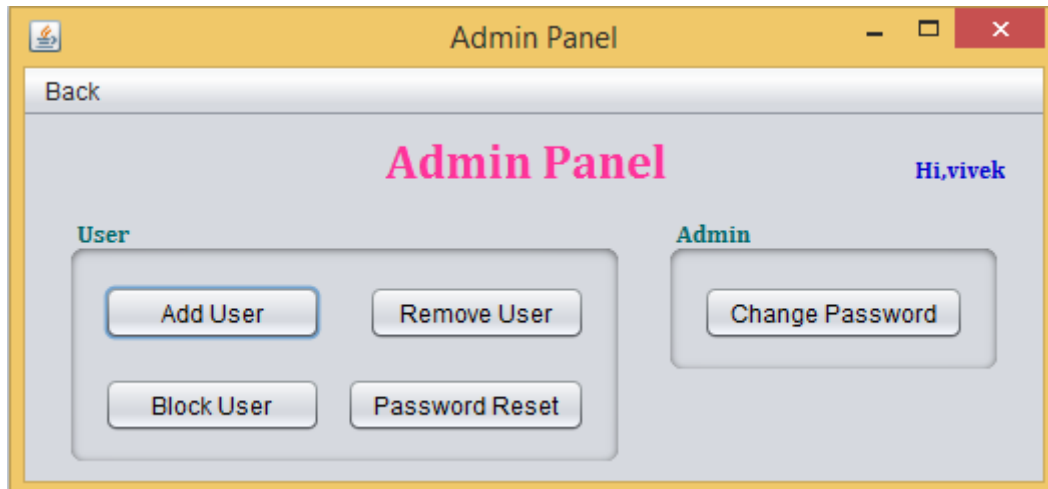 Admin Panel
Back
Admin Panel
Hi,vivek
User
Admin
Add User
Remove User
Change Password
Block User
Password Reset